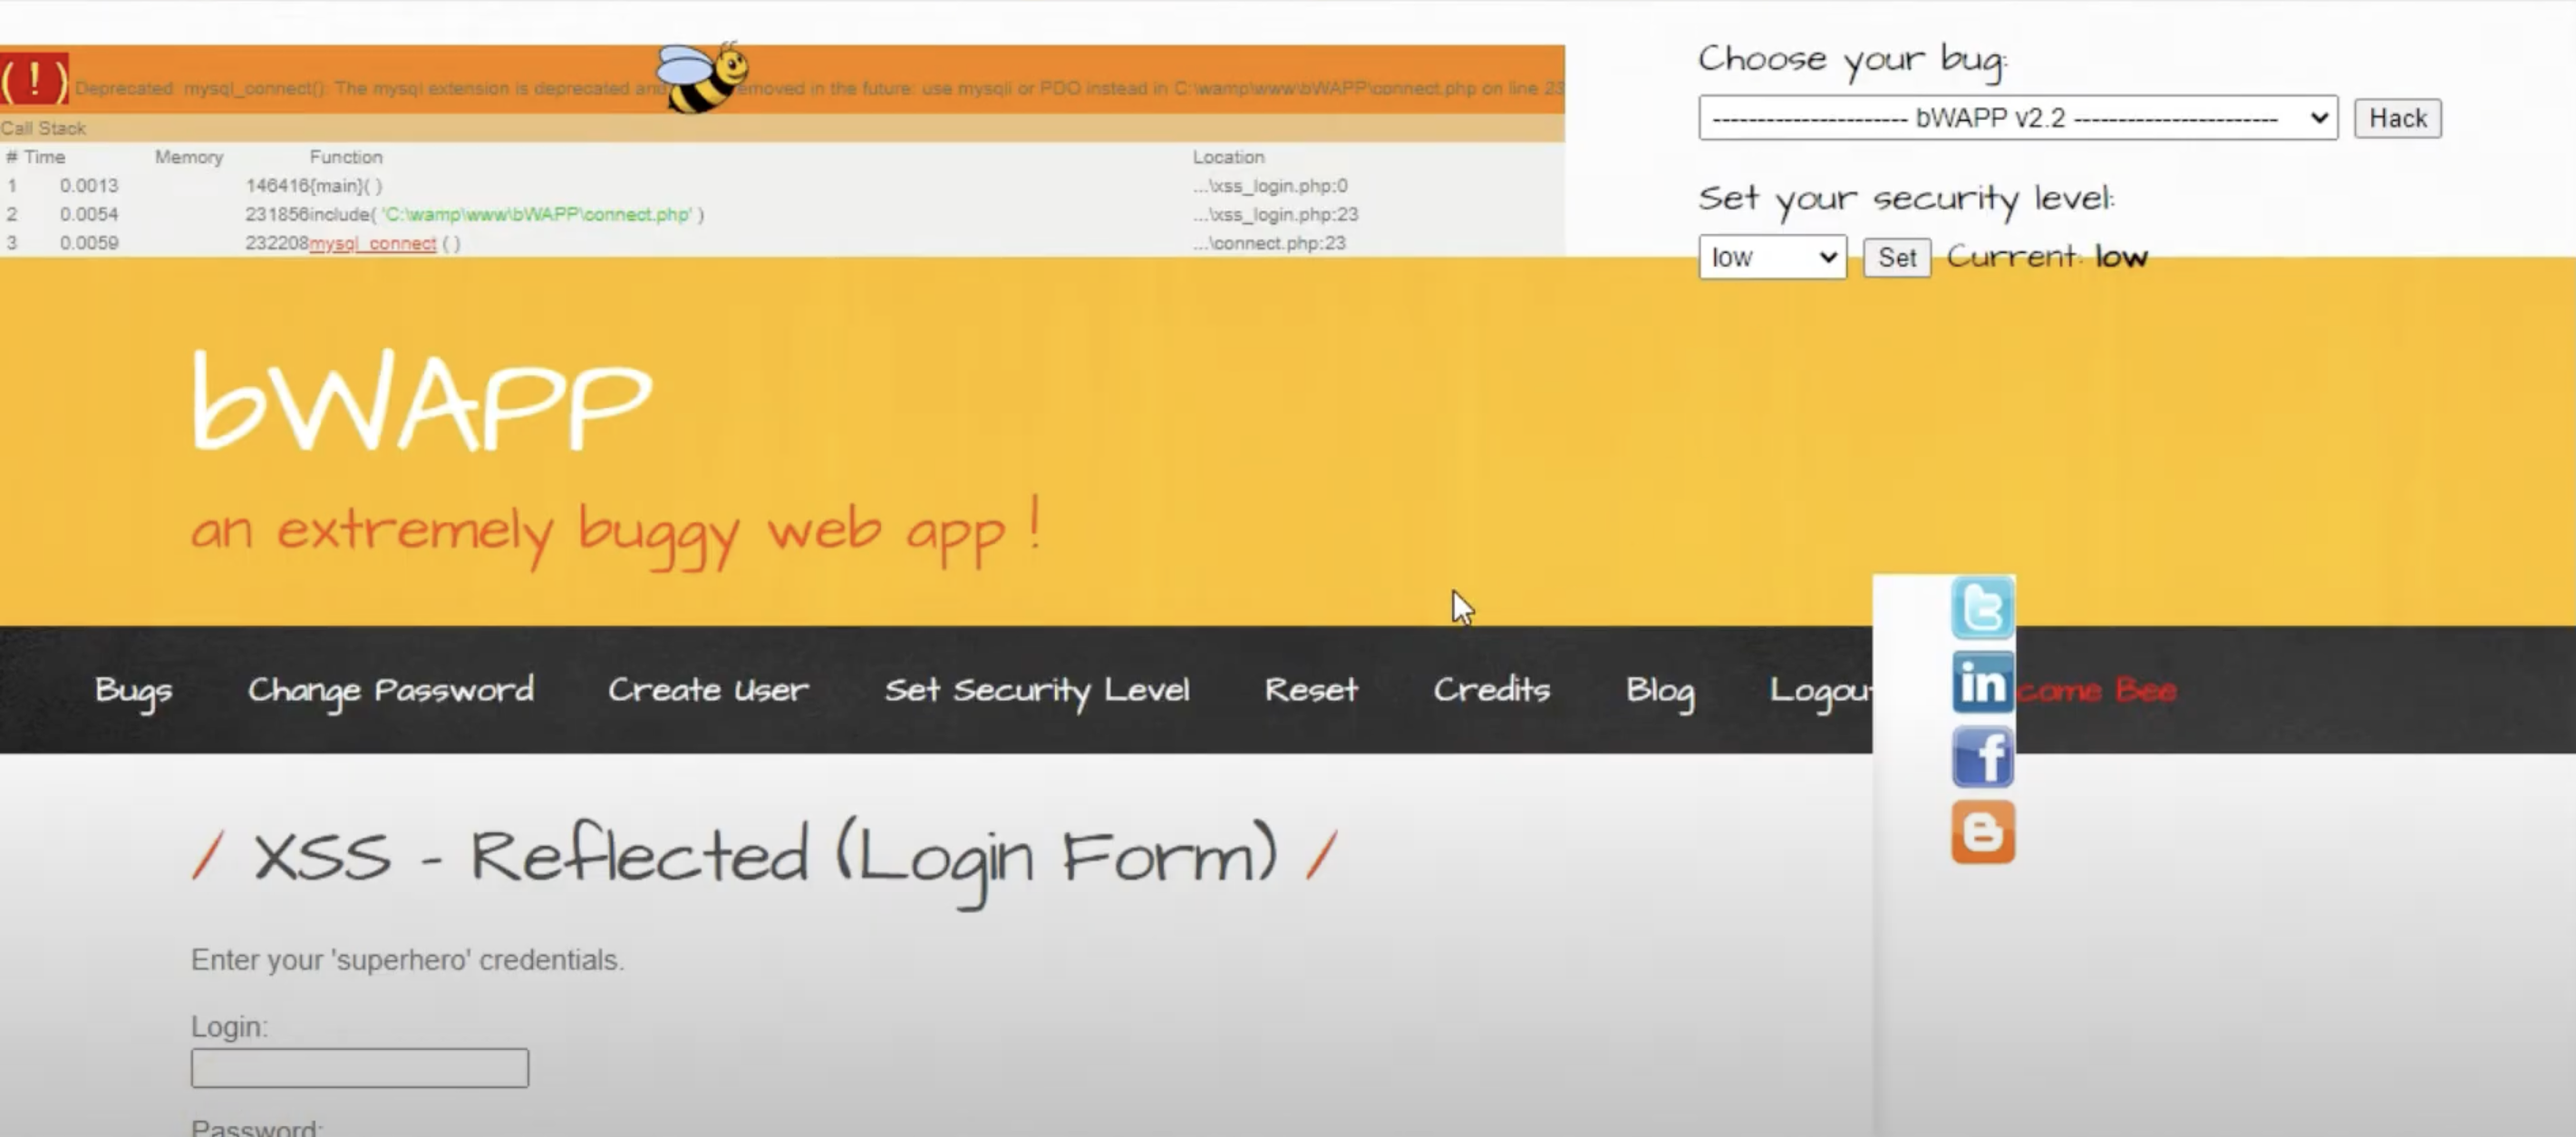 ( ! ) Deprecated: mysql_connect(): The mysql extension is deprecated and emoved in the future: use mysqli or PDO instead in C:\wamp\www\bWAPP\connect.php on line 23
Call Stack
# Time Memory Function Location
1 0.0013 146416 {main}( ) ...\xss_login.php:0
2 0.0054 231856 include( 'C:\wamp\www\bWAPP\connect.php' ) ...\xss_login.php:23
3 0.0059 232208 mysql_connect ( ) ...\connect.php:23
Choose your bug:
---------------------- bWAPP v2.2 ----------------------- Hack
Set your security level:
low Set Current: low
bWAPP
an extremely buggy web app !
Bugs Change Password Create User Set Security Level Reset Credits Blog Logout come Bee
/ XSS - Reflected (Login Form) /
Enter your 'superhero' credentials.
Login:
Password: